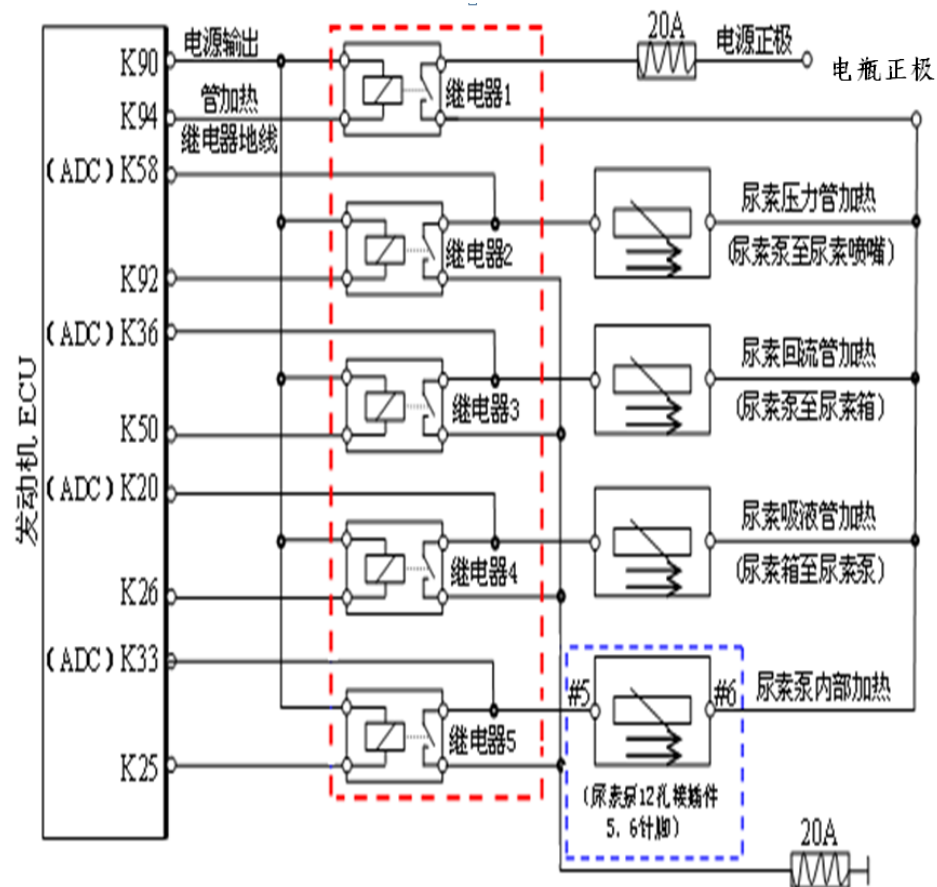 20A
K90
电源输出
电源正极
电瓶正极
继电器1
K94
管加热
继电器地线
(ADC)K58
尿素压力管加热
(尿素泵至尿素喷嘴)
继电器2
K92
(ADC)K36
尿素回流管加热
(尿素泵至尿素箱)
继电器3
K50
发动机 ECU
(ADC)K20
尿素吸液管加热
(尿素箱至尿素泵)
继电器4
K26
(ADC)K33
#5
#6
尿素泵内部加热
继电器5
K25
(尿素泵12孔接插件
5.6针脚)
20A